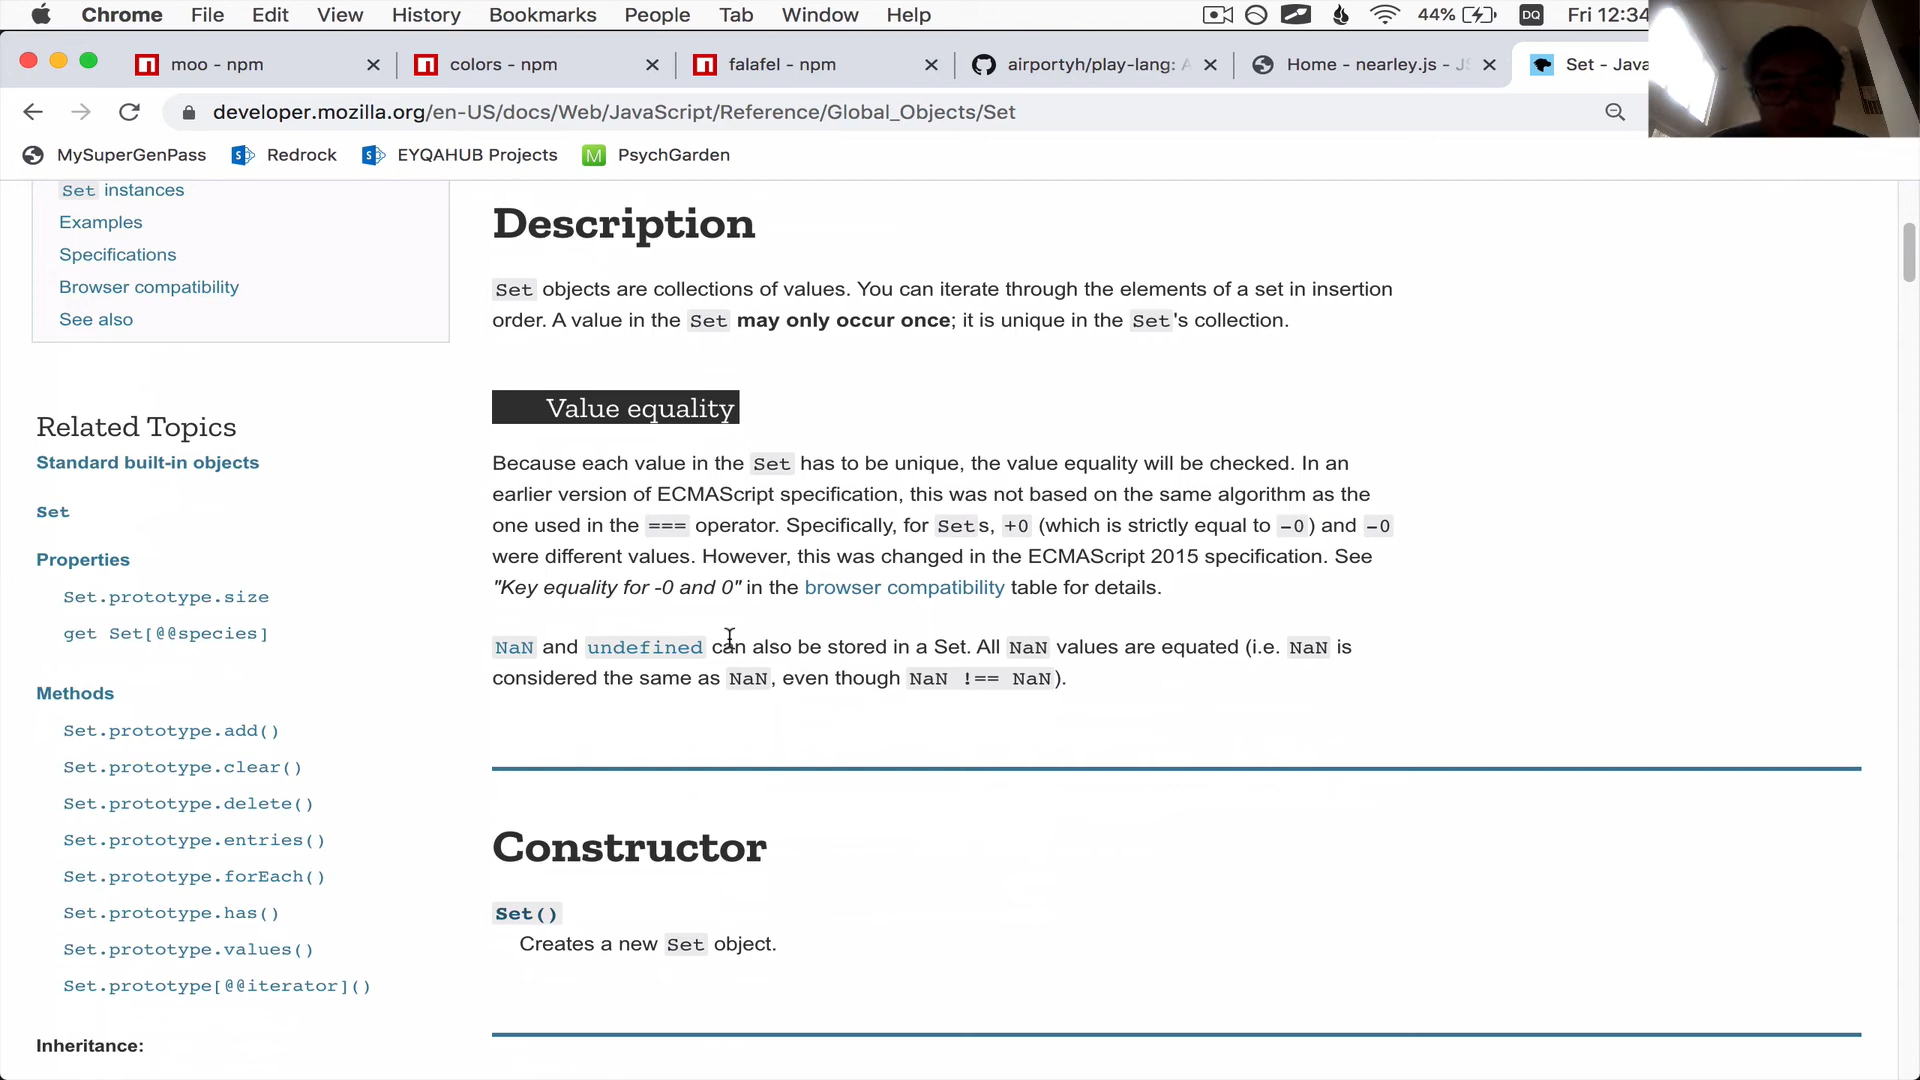 Chrome File Edit View History Bookmarks People Tab Window Help 44% DQ Fri 12:34
moo - npm colors - npm falafel - npm airportyh/play-lang: A Home - nearley.js - JS Set - Java
developer.mozilla.org/en-US/docs/Web/JavaScript/Reference/Global_Objects/Set
MySuperGenPass Redrock EYQAHUB Projects M PsychGarden
Set instances
Examples
Specifications
Browser compatibility
See also
Related Topics
Standard built-in objects
Set
Properties
Set.prototype.size
get Set[@@species]
Methods
Set.prototype.add()
Set.prototype.clear()
Set.prototype.delete()
Set.prototype.entries()
Set.prototype.forEach()
Set.prototype.has()
Set.prototype.values()
Set.prototype[@@iterator]()
Inheritance:
Description
Set objects are collections of values. You can iterate through the elements of a set in insertion
order. A value in the Set may only occur once; it is unique in the Set's collection.
Value equality
Because each value in the Set has to be unique, the value equality will be checked. In an
earlier version of ECMAScript specification, this was not based on the same algorithm as the
one used in the === operator. Specifically, for Sets, +0 (which is strictly equal to -0) and -0
were different values. However, this was changed in the ECMAScript 2015 specification. See
"Key equality for -0 and 0" in the browser compatibility table for details.
NaN and undefined can also be stored in a Set. All NaN values are equated (i.e. NaN is
considered the same as NaN, even though NaN !== NaN).
Constructor
Set()
Creates a new Set object.